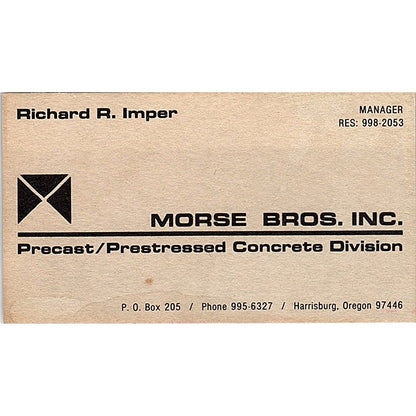 Richard R. Imper
MANAGER
RES: 998-2053
MORSE BROS. INC.
Precast/Prestressed Concrete Division
P. O. Box 205 / Phone 995-6327 / Harrisburg, Oregon 97446